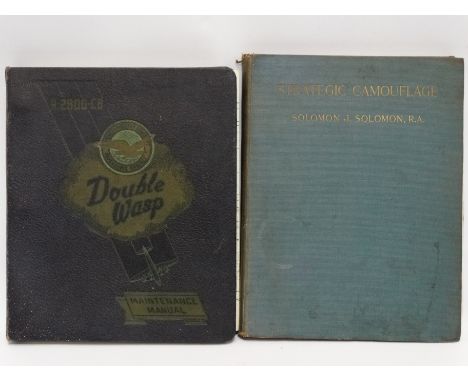 R-2800-CB
Double
Wasp
MAINTENANCE
MANUAL
STRATEGIC CAMOUFLAGE
SOLOMON J. SOLOMON, R.A.